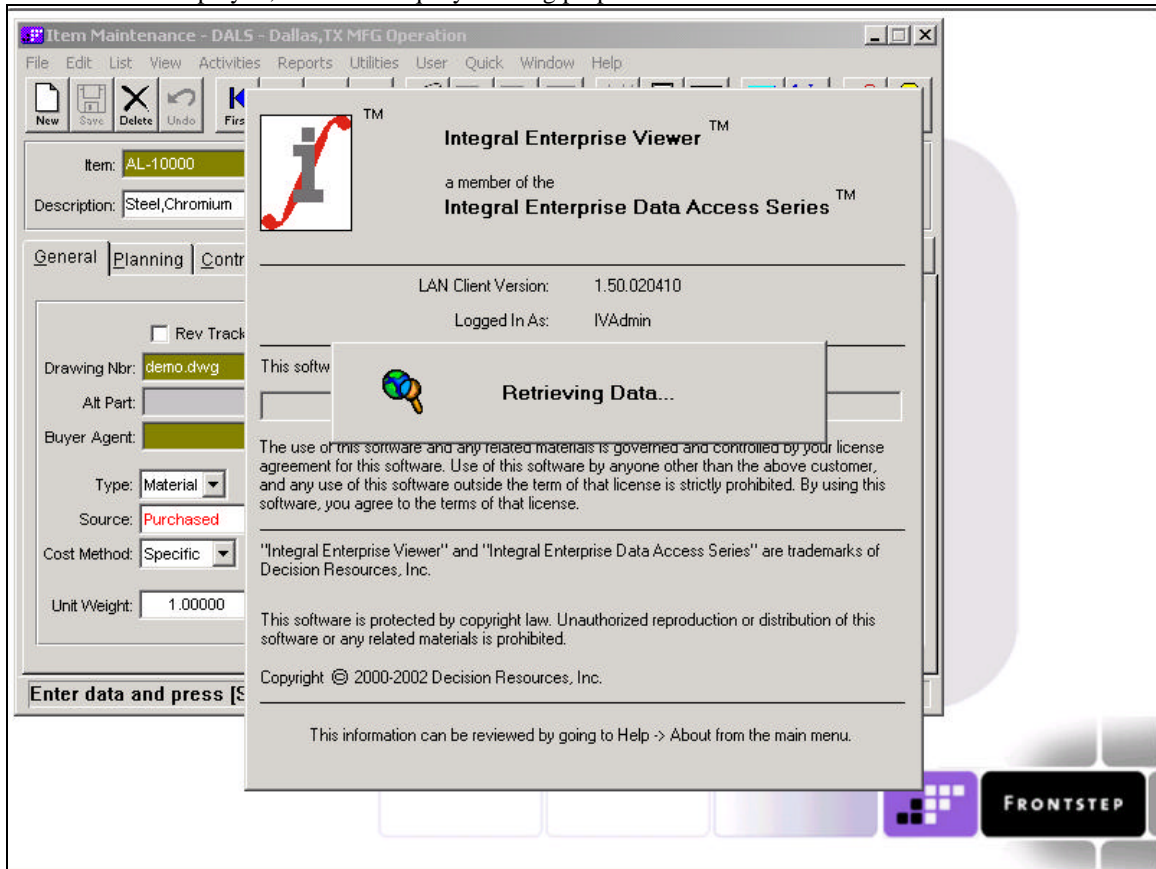 Item Maintenance - DALS - Dallas,TX MFG Operation
File Edit List View Activities Reports Utilities User Quick Window Help
New Save Delete Undo
TM
Integral Enterprise Viewer TM
a member of the
Integral Enterprise Data Access Series TM
Item: AL-10000
Description: Steel,Chromium
General Planning Contr
LAN Client Version: 1.50.020410
Logged In As: IVAdmin
Rev Track
Drawing Nbr: demo.dwg
Alt Part:
Buyer Agent:
Type: Material
Source: Purchased
Cost Method: Specific
Unit Weight: 1.00000
Enter data and press [S
This softw
Retrieving Data...
The use of this software and any related materials is governed and controlled by your license
agreement for this software. Use of this software by anyone other than the above customer,
and any use of this software outside the term of that license is strictly prohibited. By using this
software, you agree to the terms of that license.
"Integral Enterprise Viewer" and "Integral Enterprise Data Access Series" are trademarks of
Decision Resources, Inc.
This software is protected by copyright law. Unauthorized reproduction or distribution of this
software or any related materials is prohibited.
Copyright © 2000-2002 Decision Resources, Inc.
This information can be reviewed by going to Help -> About from the main menu.
FRONTSTEP